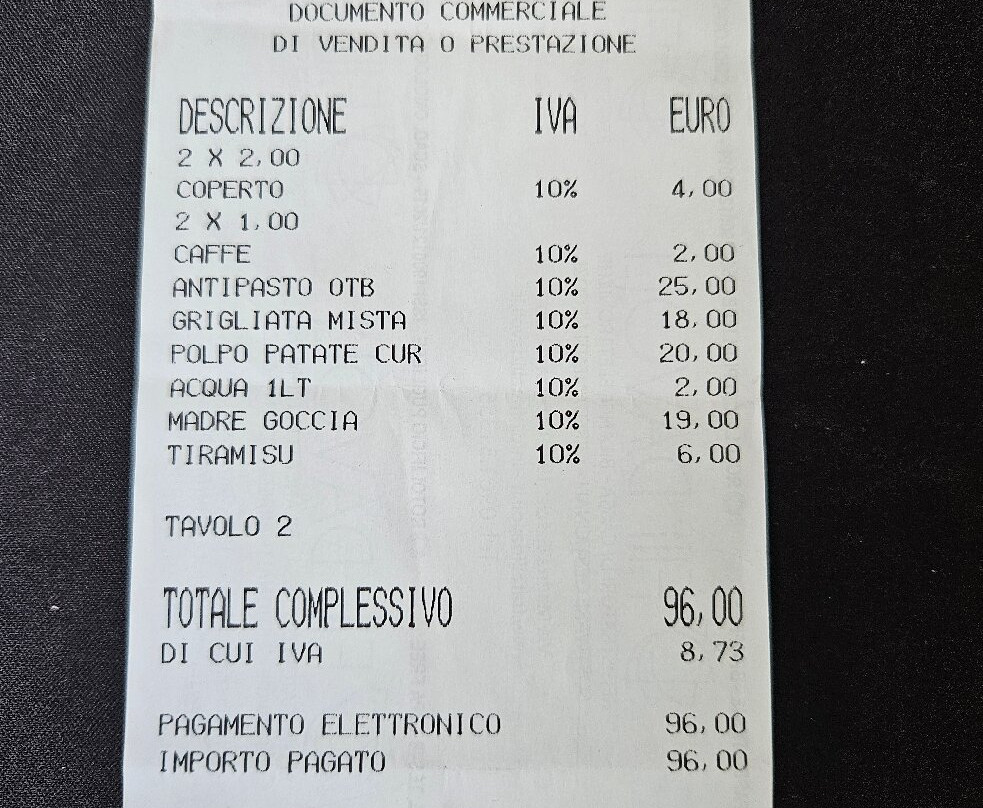 DOCUMENTO COMMERCIALE
DI VENDITA O PRESTAZIONE
DESCRIZIONE IVA EURO
2 X 2,00
COPERTO 10% 4,00
2 X 1,00
CAFFE 10% 2,00
ANTIPASTO OTB 10% 25,00
GRIGLIATA MISTA 10% 18,00
POLPO PATATE CUR 10% 20,00
ACQUA 1LT 10% 2,00
MADRE GOCCIA 10% 19,00
TIRAMISU 10% 6,00
TAVOLO 2
TOTALE COMPLESSIVO 96,00
DI CUI IVA 8,73
PAGAMENTO ELETTRONICO 96,00
IMPORTO PAGATO 96,00